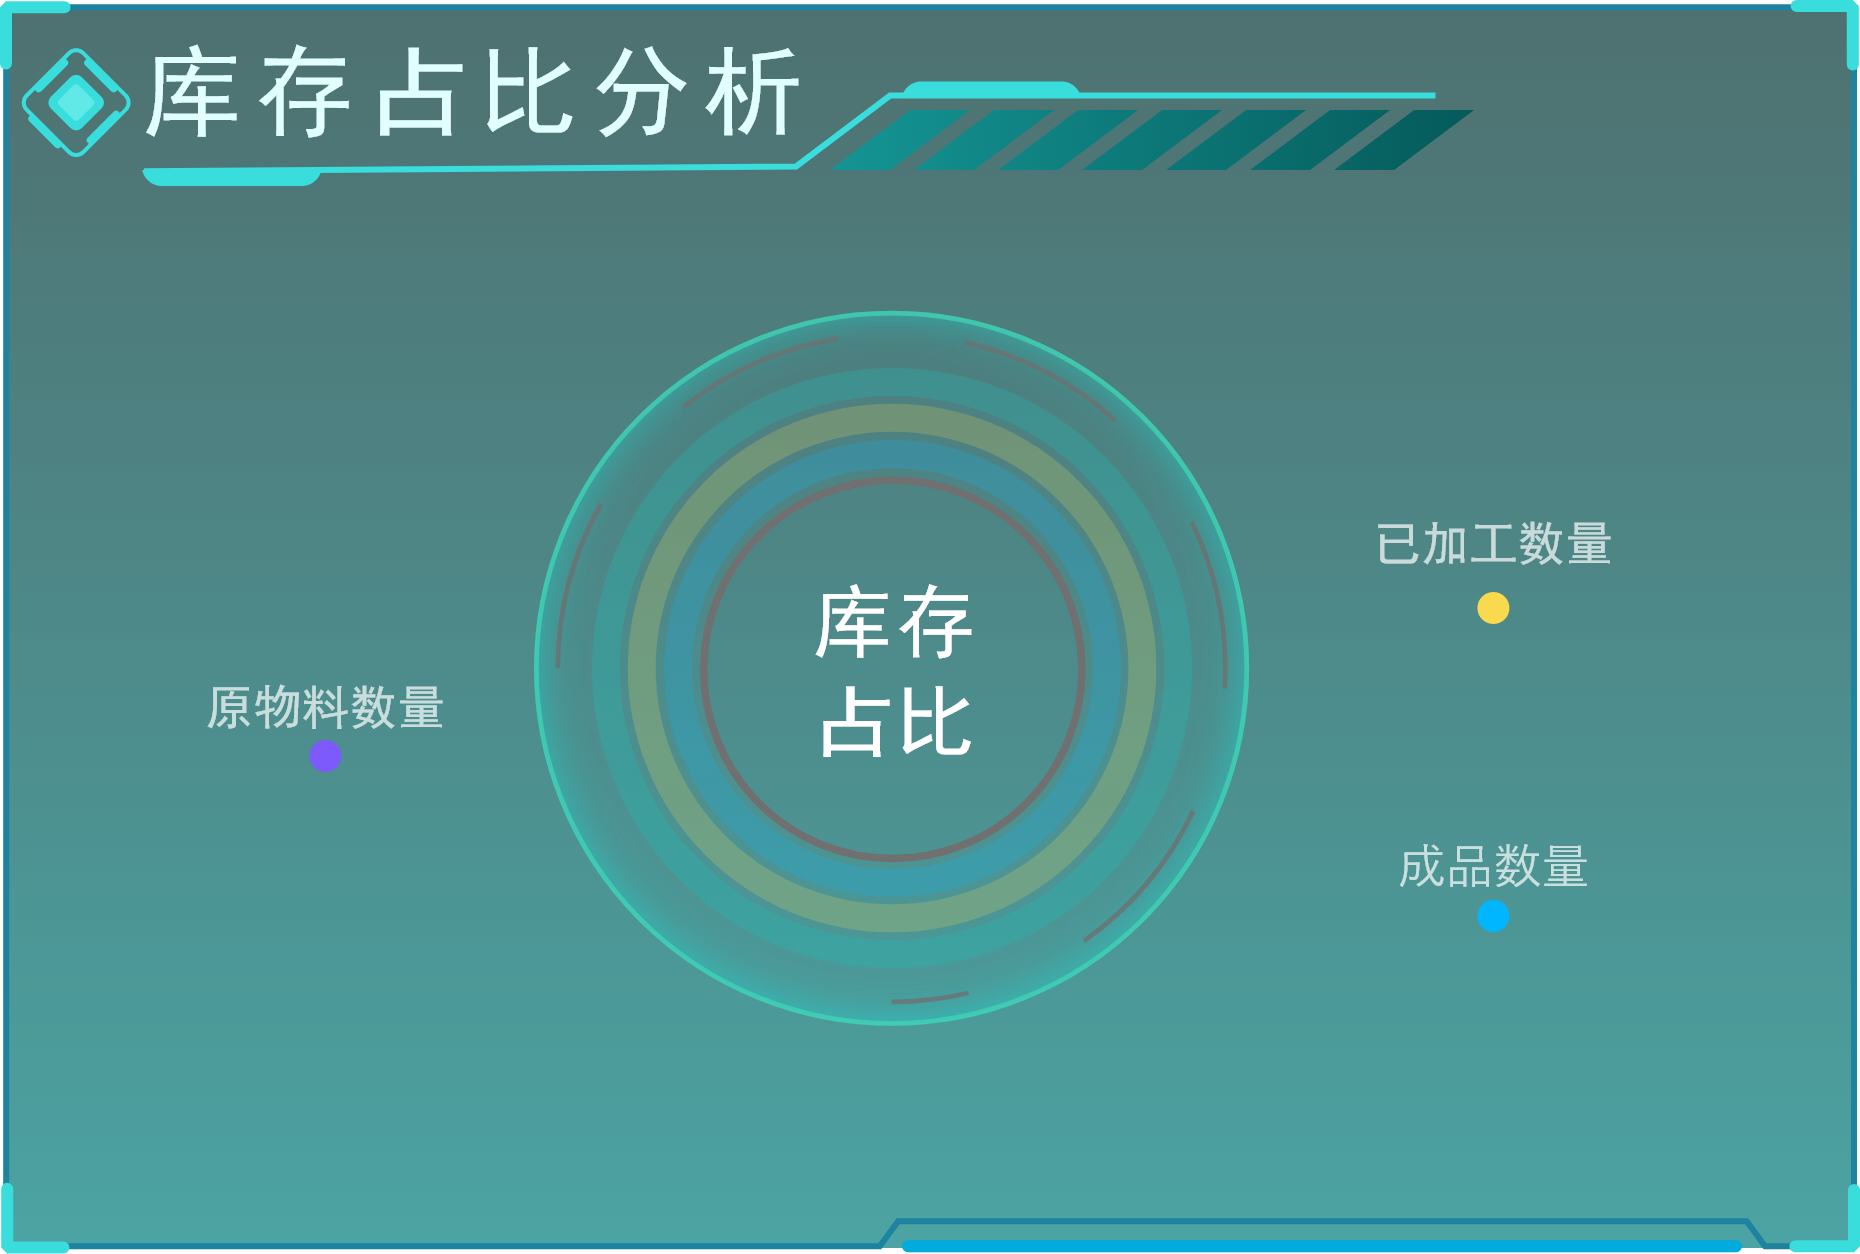 库存占比分析
已加工数量
库存
占比
原物料数量
成品数量